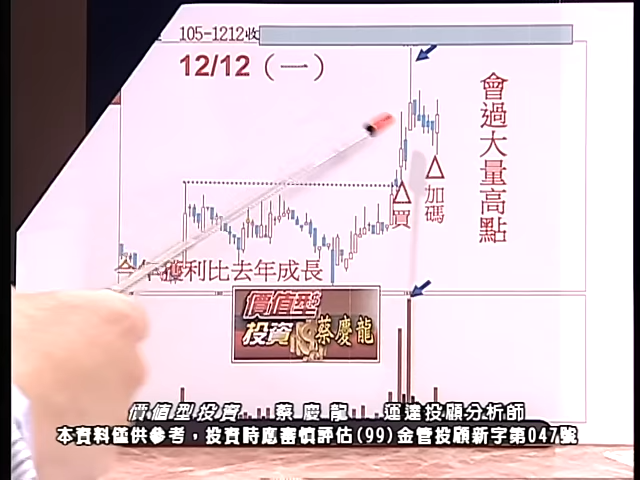 105-1212收
12/12 (一)
會過大量高點
加碼
買
今年獲利比去年成長
價值型
投資
蔡慶龍
價值型投資 蔡慶龍 運達投顧分析師
本資料僅供參考，投資時應審慎評估(99)金管投顧新字第047號